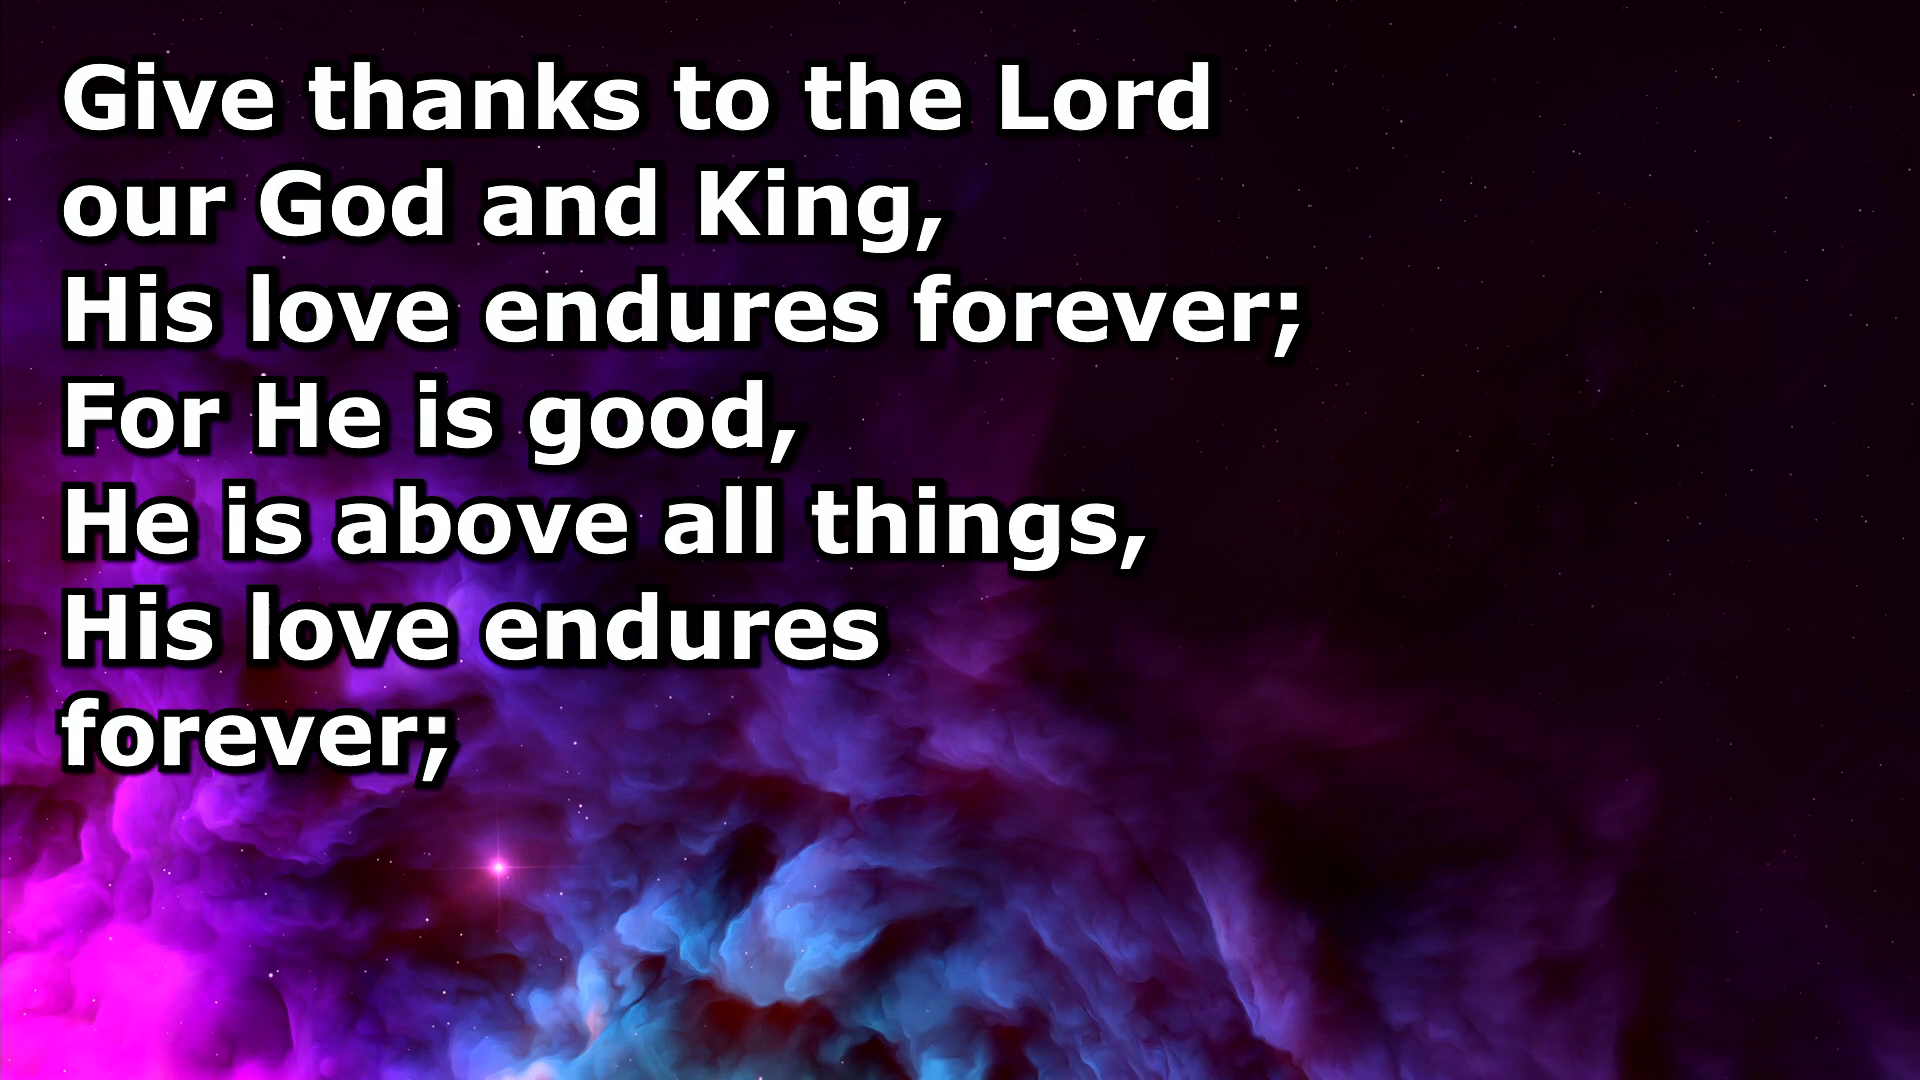 Give thanks to the Lord
our God and King,
His love endures forever;
For He is good,
He is above all things,
His love endures
forever;